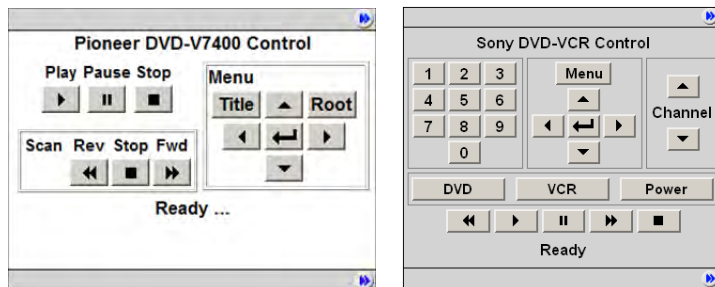 Pioneer DVD-V7400 Control
Play Pause Stop
Menu
Title Root
Scan Rev Stop Fwd
Ready ...
Sony DVD-VCR Control
1 2 3
4 5 6
7 8 9
0
Menu
Channel
DVD VCR Power
Ready